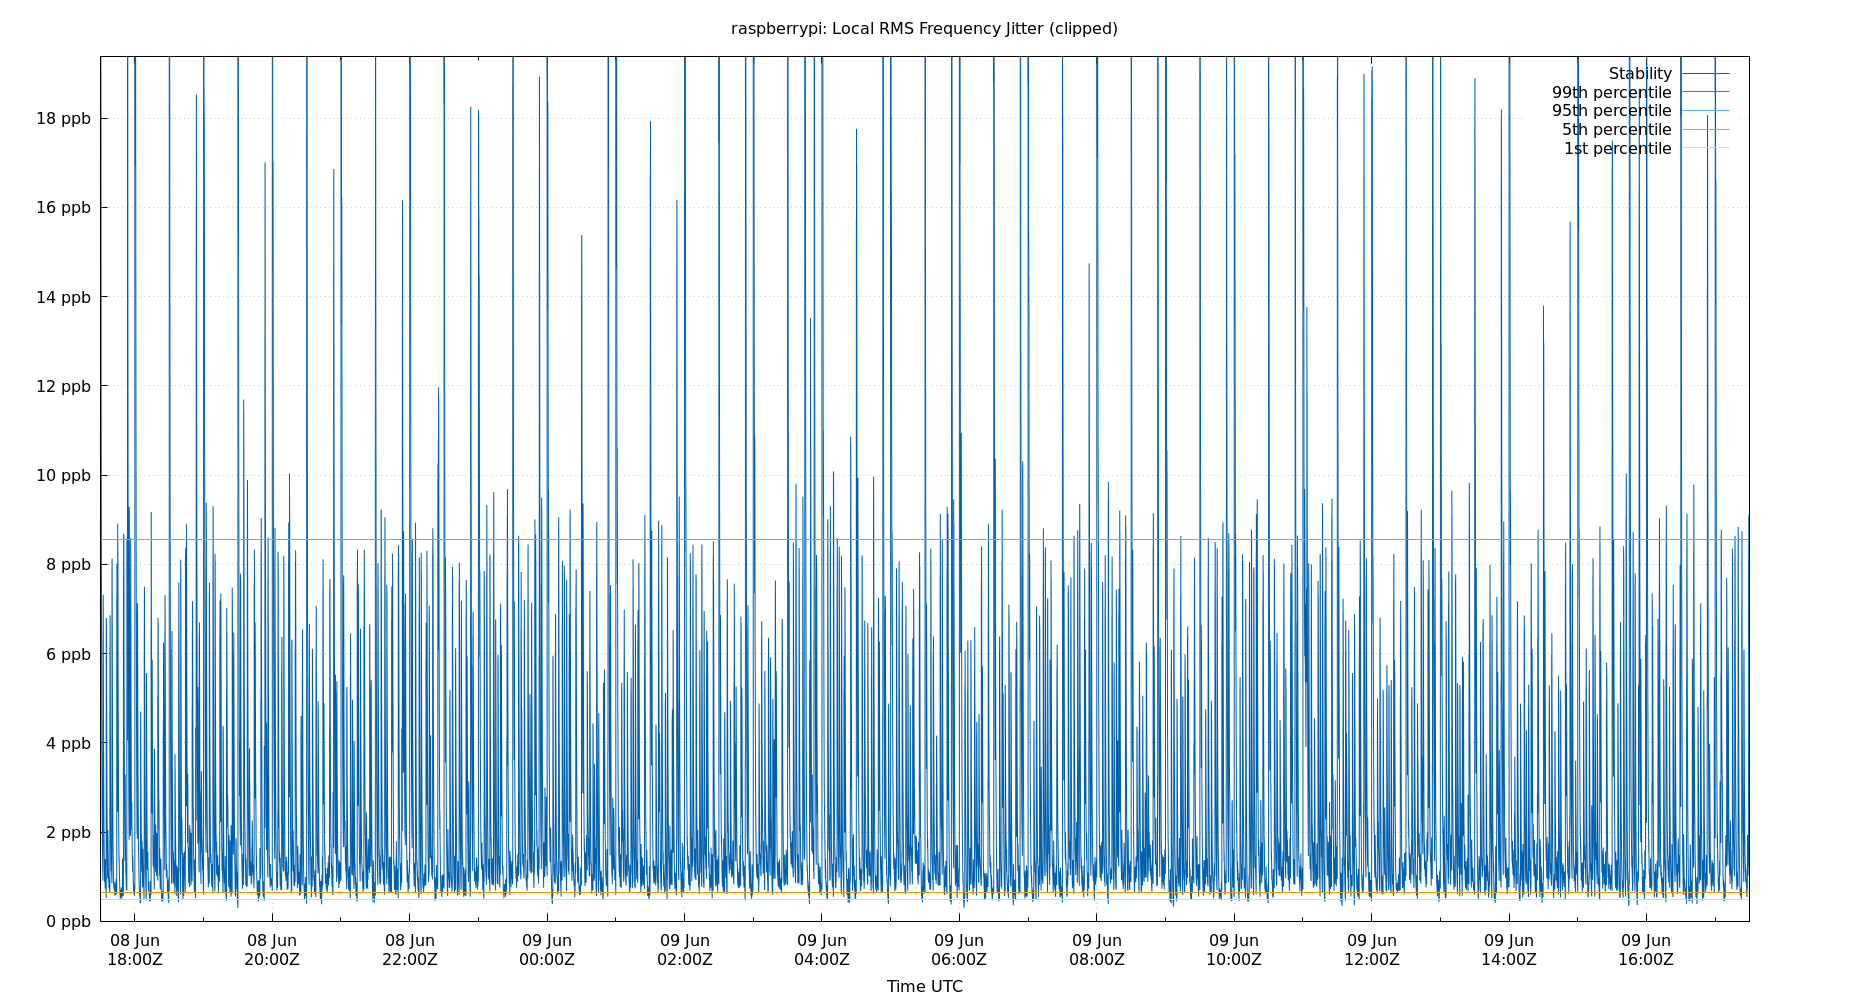 raspberrypi: Local RMS Frequency Jitter (clipped)
Stability
99th percentile
95th percentile
5th percentile
1st percentile
18 ppb
16 ppb
14 ppb
12 ppb
10 ppb
8 ppb
6 ppb
4 ppb
2 ppb
0 ppb
08 Jun 08 Jun 08 Jun 09 Jun 09 Jun 09 Jun 09 Jun 09 Jun 09 Jun 09 Jun 09 Jun 09 Jun
18:00Z 20:00Z 22:00Z 00:00Z 02:00Z 04:00Z 06:00Z 08:00Z 10:00Z 12:00Z 14:00Z 16:00Z
Time UTC